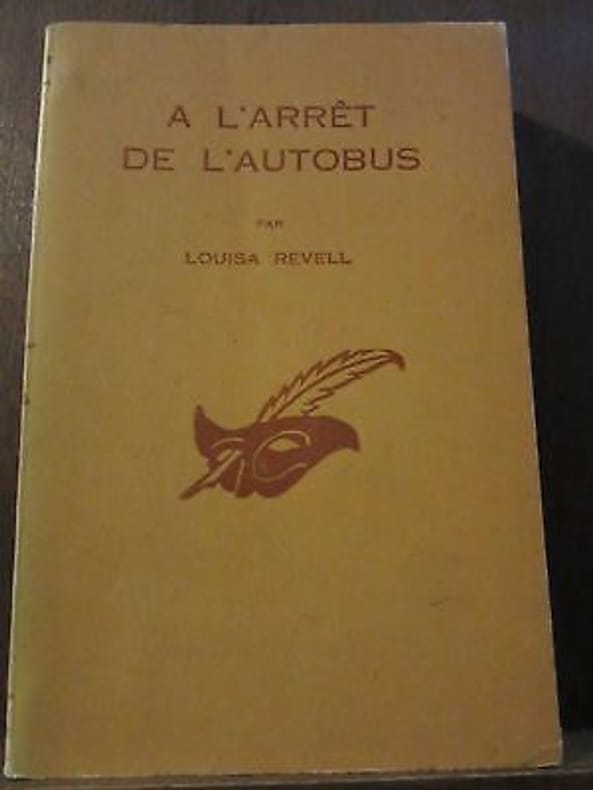 A L'ARRÊT
DE L'AUTOBUS
PAR
LOUISA REVELL